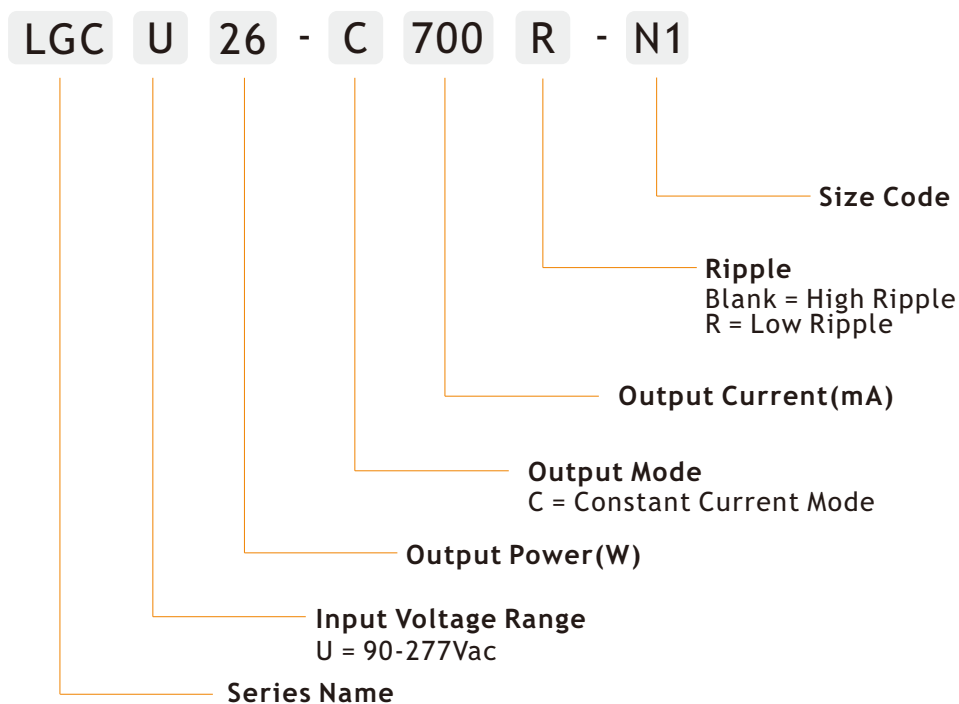 LGC U 26 - C 700 R - N1
Size Code
Ripple
Blank = High Ripple
R = Low Ripple
Output Current(mA)
Output Mode
C = Constant Current Mode
Output Power(W)
Input Voltage Range
U = 90-277Vac
Series Name